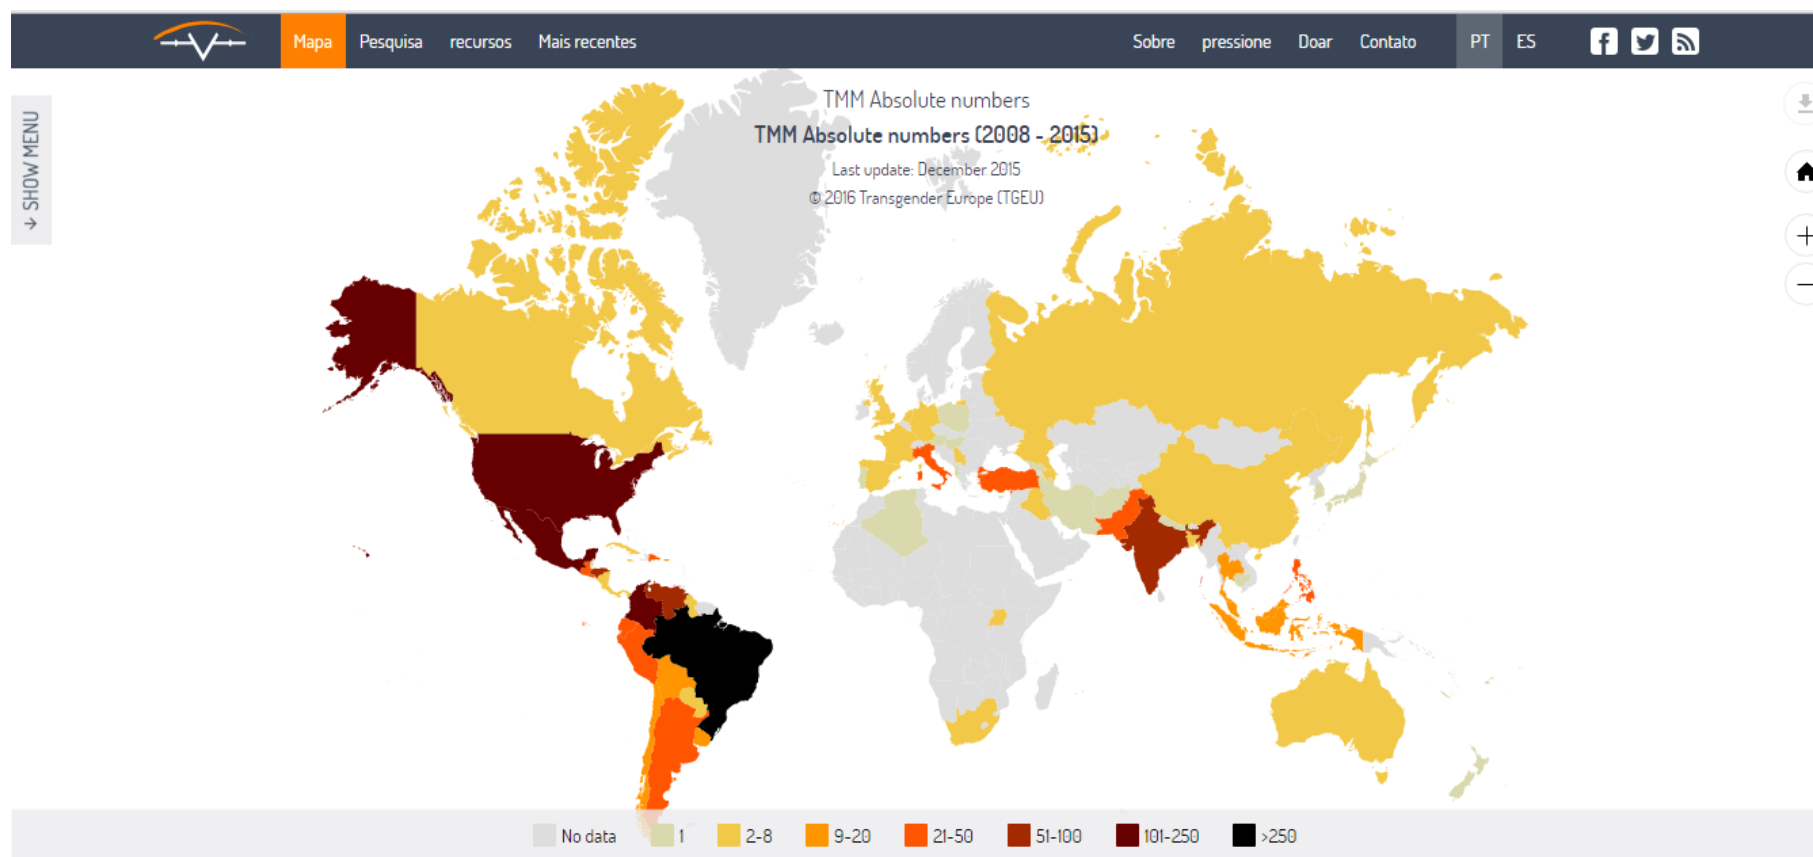 Mapa Pesquisa recursos Mais recentes Sobre pressione Doar Contato PT ES
↓ SHOW MENU
TMM Absolute numbers
TMM Absolute numbers (2008 - 2015)
Last update: December 2015
© 2016 Transgender Europe (TGEU)
No data 1 2-8 9-20 21-50 51-100 101-250 >250